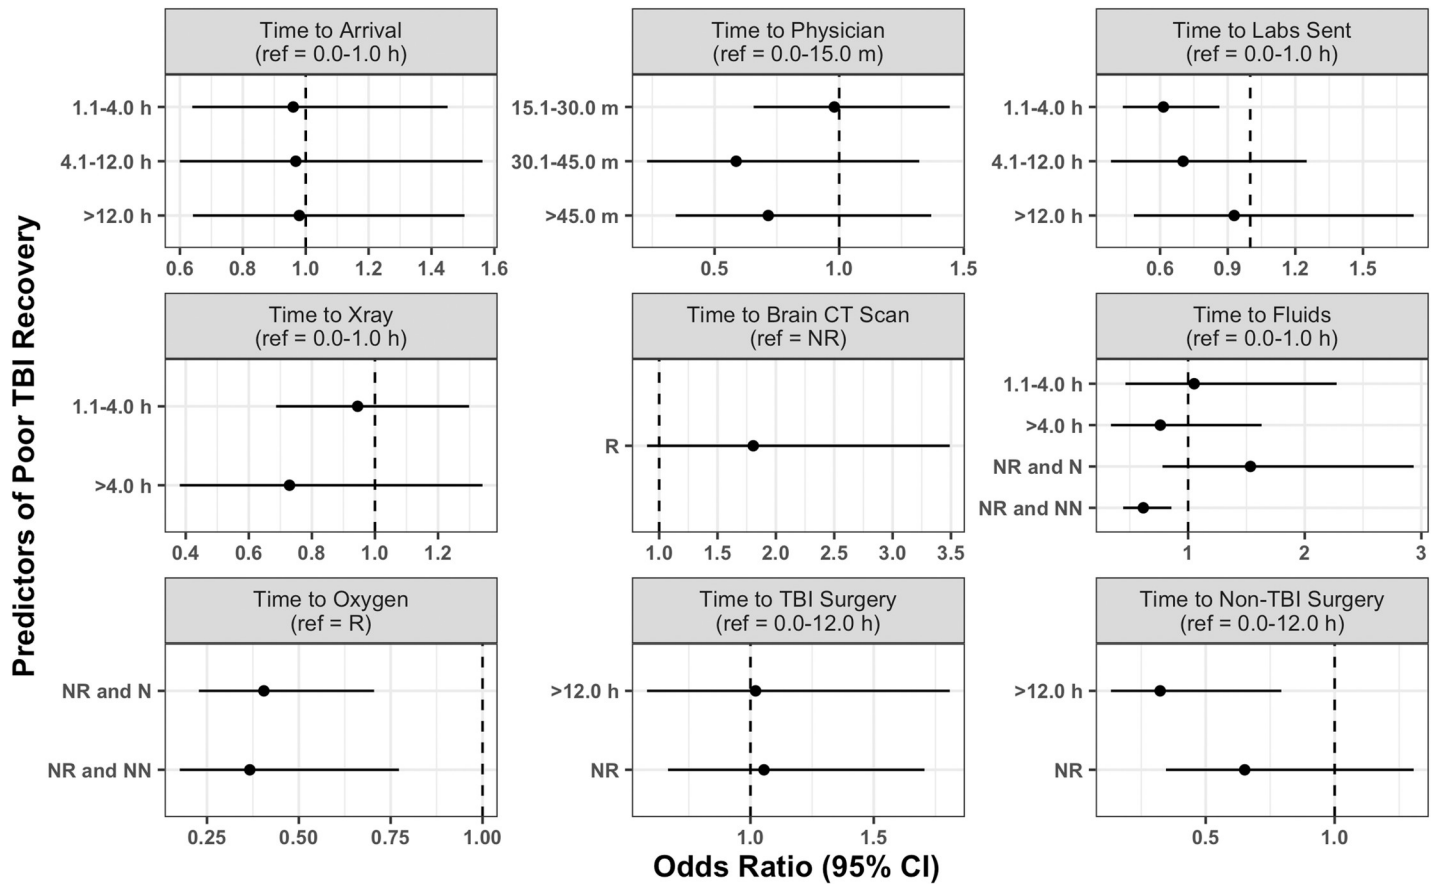 Predictors of Poor TBI Recovery
Time to Arrival
(ref = 0.0-1.0 h)
1.1-4.0 h
4.1-12.0 h
>12.0 h
0.6 0.8 1.0 1.2 1.4 1.6
Time to Physician
(ref = 0.0-15.0 m)
15.1-30.0 m
30.1-45.0 m
>45.0 m
0.5 1.0 1.5
Time to Labs Sent
(ref = 0.0-1.0 h)
1.1-4.0 h
4.1-12.0 h
>12.0 h
0.6 0.9 1.2 1.5
Time to Xray
(ref = 0.0-1.0 h)
1.1-4.0 h
>4.0 h
0.4 0.6 0.8 1.0 1.2
Time to Brain CT Scan
(ref = NR)
R
1.0 1.5 2.0 2.5 3.0 3.5
Time to Fluids
(ref = 0.0-1.0 h)
1.1-4.0 h
>4.0 h
NR and N
NR and NN
1 2 3
Time to Oxygen
(ref = R)
NR and N
NR and NN
0.25 0.50 0.75 1.00
Time to TBI Surgery
(ref = 0.0-12.0 h)
>12.0 h
NR
1.0 1.5
Time to Non-TBI Surgery
(ref = 0.0-12.0 h)
>12.0 h
NR
0.5 1.0
Odds Ratio (95% CI)